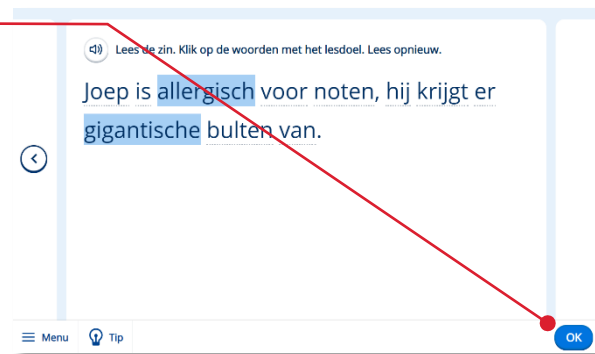 Lees de zin. Klik op de woorden met het lesdoel. Lees opnieuw.
Joep is allergisch voor noten, hij krijgt er
gigantische bulten van.
Menu
Tip
OK